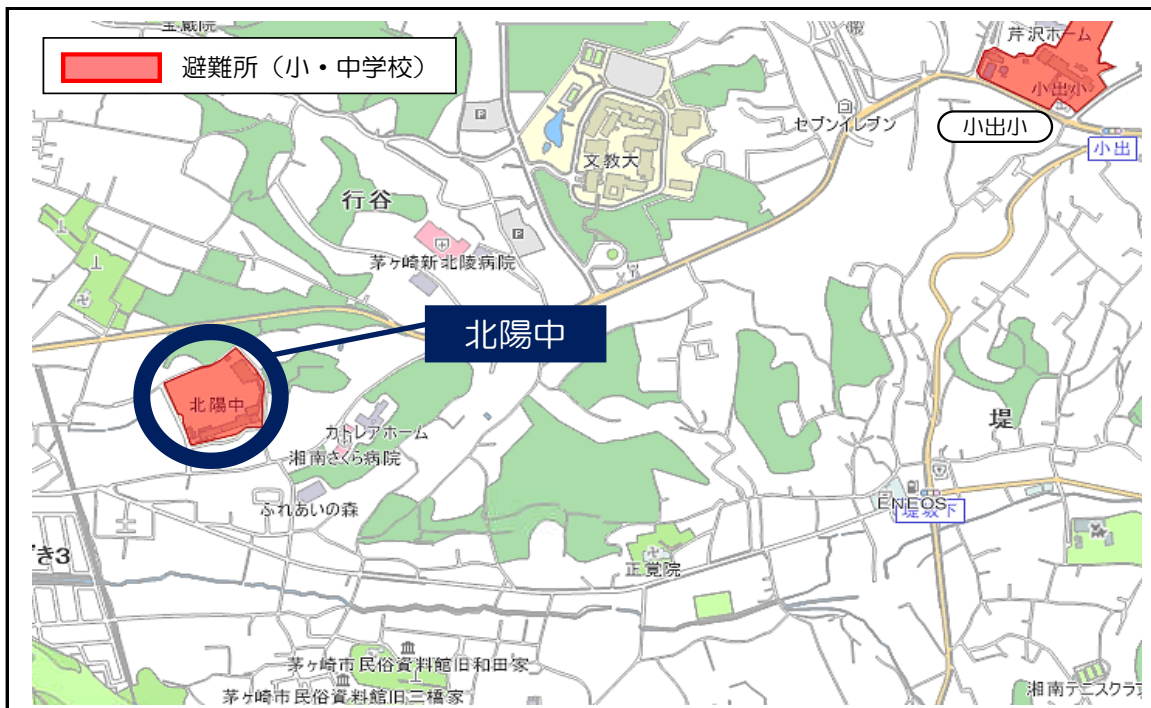 宝蔵院
避難所（小・中学校）
芹沢ホーム
小出小
セブンイレブン
小出小
小出
文教大
行谷
茅ヶ崎新北陵病院
北陽中
北陽中
カトレアホーム
湘南さくら病院
堤
ふれあいの森
ENEOS
堤坂下
き3
正覚院
茅ヶ崎市民俗資料館旧和田家
茅ヶ崎市民俗資料館旧三橋家
湘南テニスクラブ
P
P